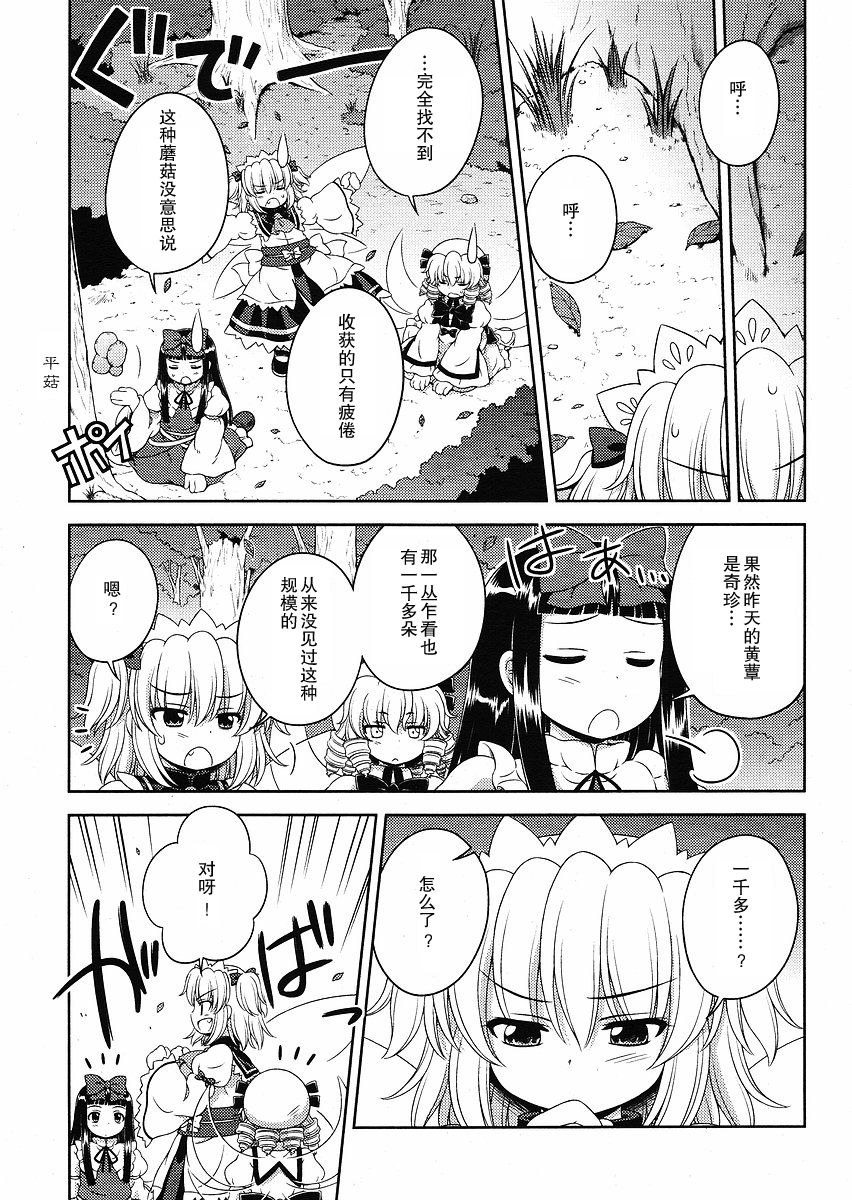 呼…
呼…
…完全找不到
ぐでー
这种蘑菇没意思说
收获的只有疲倦
平菇
ポイ
果然昨天的黄蕈
是奇珍…
はぁ…
那一丛乍看也
有一千多朵
从来没见过这种
规模的
嗯？
一千多……？
怎么了？
对呀！
がばっ